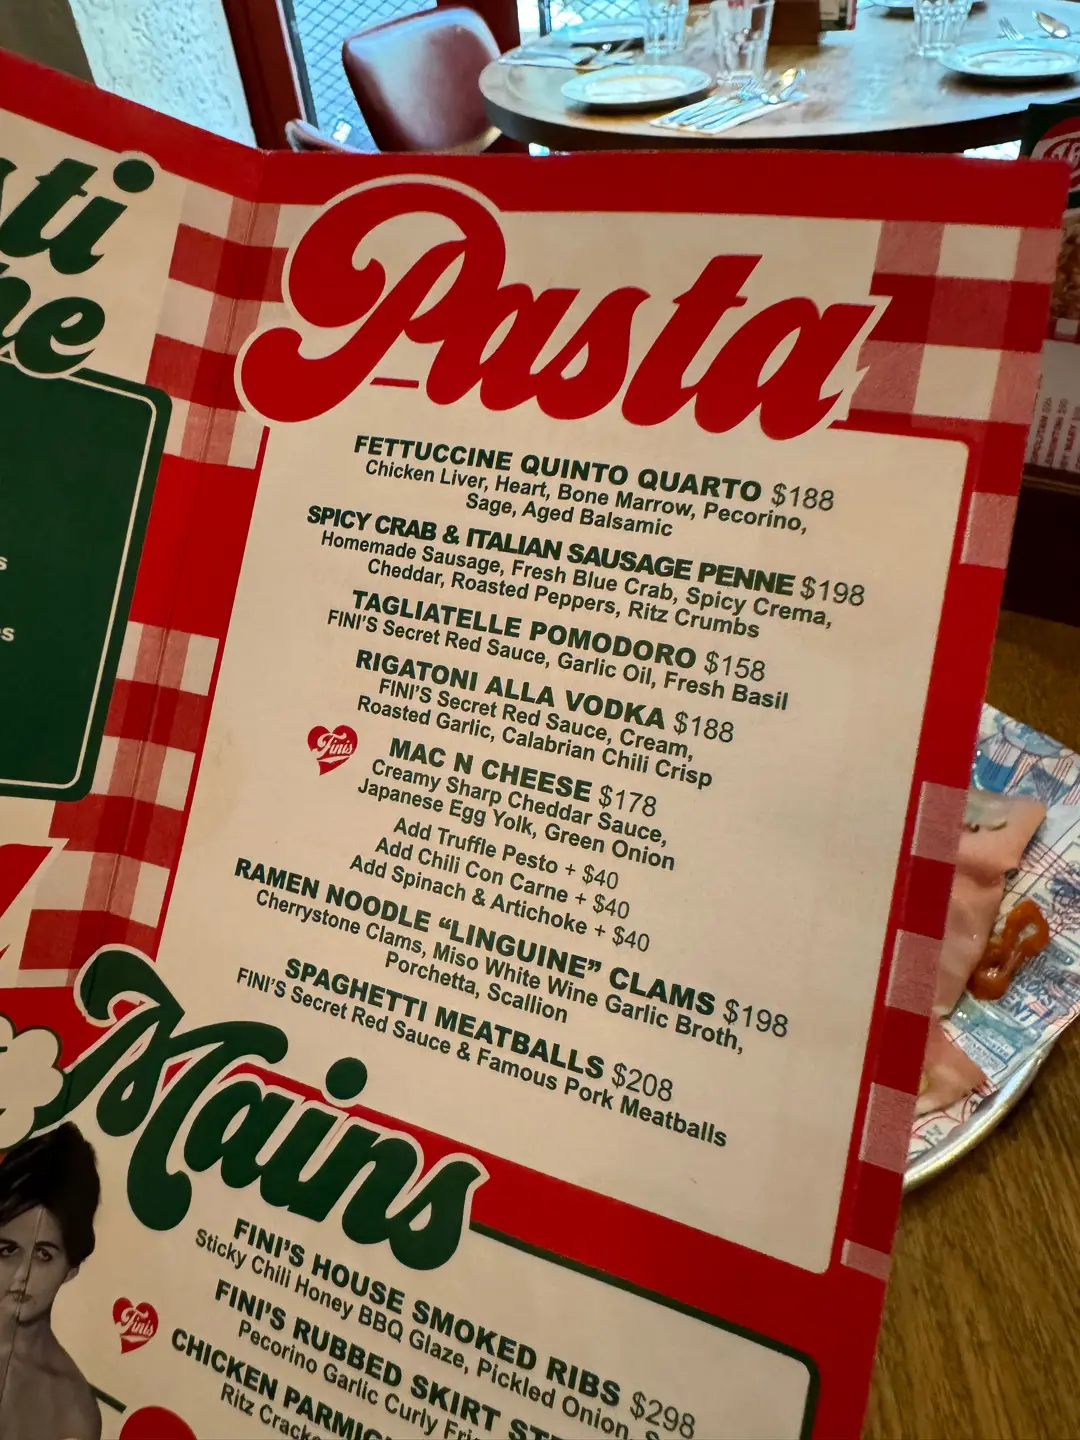 Pasta
FETTUCCINE QUINTO QUARTO $188
Chicken Liver, Heart, Bone Marrow, Pecorino,
Sage, Aged Balsamic
SPICY CRAB & ITALIAN SAUSAGE PENNE $198
Homemade Sausage, Fresh Blue Crab, Spicy Crema,
Cheddar, Roasted Peppers, Ritz Crumbs
TAGLIATELLE POMODORO $158
FINI'S Secret Red Sauce, Garlic Oil, Fresh Basil
RIGATONI ALLA VODKA $188
FINI'S Secret Red Sauce, Cream,
Roasted Garlic, Calabrian Chili Crisp
Finis
MAC N CHEESE $178
Creamy Sharp Cheddar Sauce,
Japanese Egg Yolk, Green Onion
Add Truffle Pesto + $40
Add Chili Con Carne + $40
Add Spinach & Artichoke + $40
RAMEN NOODLE “LINGUINE” CLAMS $198
Cherrystone Clams, Miso White Wine Garlic Broth,
Porchetta, Scallion
SPAGHETTI MEATBALLS $208
FINI'S Secret Red Sauce & Famous Pork Meatballs
Mains
FINI'S HOUSE SMOKED RIBS $298
Sticky Chili Honey BBQ Glaze, Pickled Onion,
FINI'S RUBBED SKIRT
Pecorino Garlic Curly
Finis
CHICKEN
Ritz